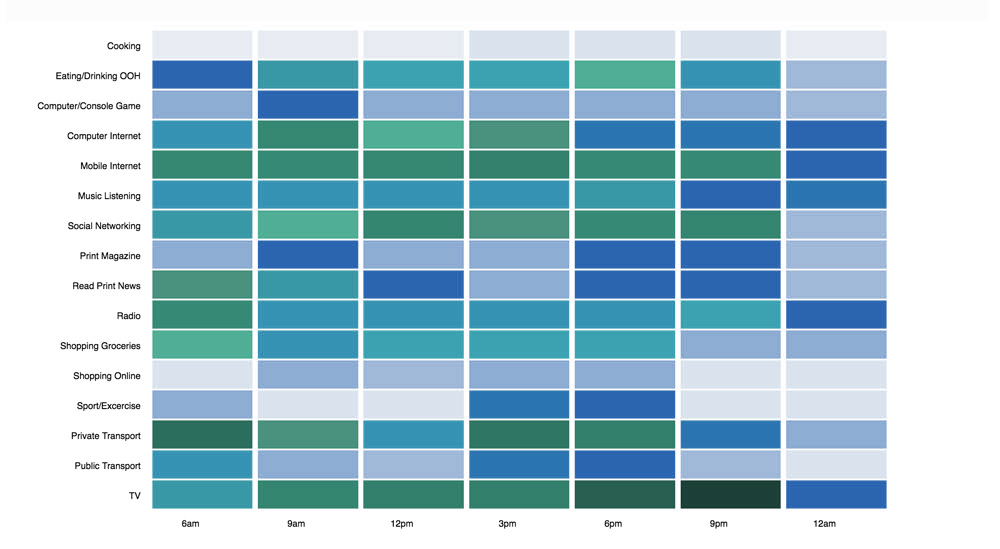 Cooking
Eating/Drinking OOH
Computer/Console Game
Computer Internet
Mobile Internet
Music Listening
Social Networking
Print Magazine
Read Print News
Radio
Shopping Groceries
Shopping Online
Sport/Excercise
Private Transport
Public Transport
TV
6am 9am 12pm 3pm 6pm 9pm 12am